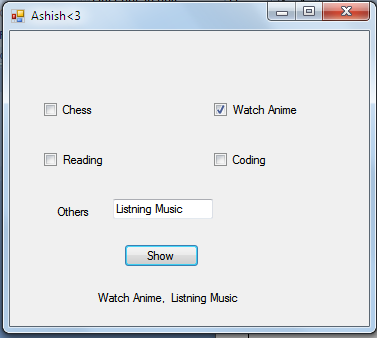 Ashish<3
Chess
Watch Anime
Reading
Coding
Others
Listning Music
Show
Watch Anime, Listning Music